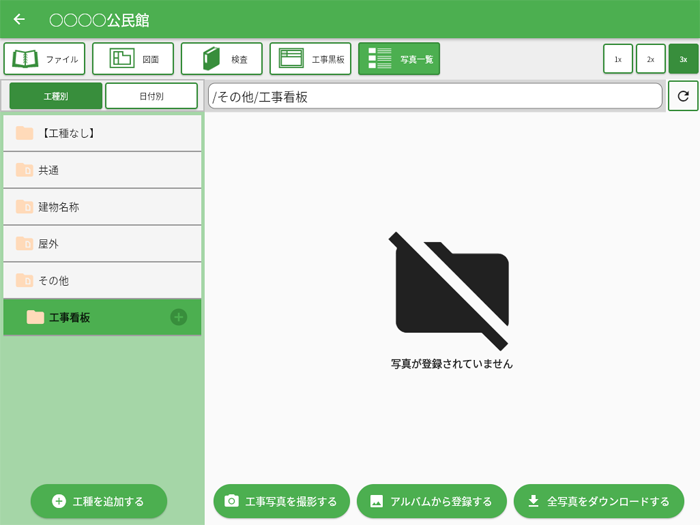 ○○○○公民館
ファイル
図面
検査
工事黒板
写真一覧
1x
2x
3x
工種別
日付別
/その他/工事看板
【工種なし】
共通
建物名称
屋外
その他
工事看板
写真が登録されていません
工種を追加する
工事写真を撮影する
アルバムから登録する
全写真をダウンロードする